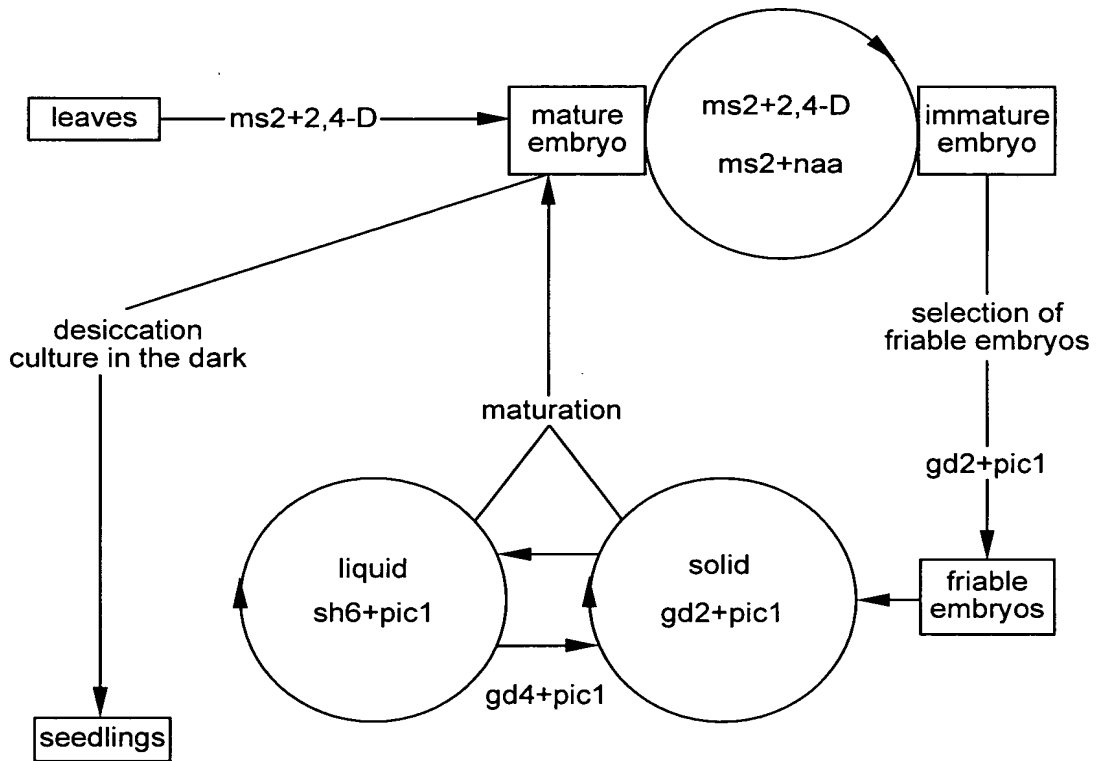 leaves
ms2+2,4-D
mature
embryo
ms2+2,4-D
ms2+naa
immature
embryo
desiccation
culture in the dark
selection of
friable embryos
maturation
gd2+pic1
liquid
sh6+pic1
solid
gd2+pic1
friable
embryos
gd4+pic1
seedlings